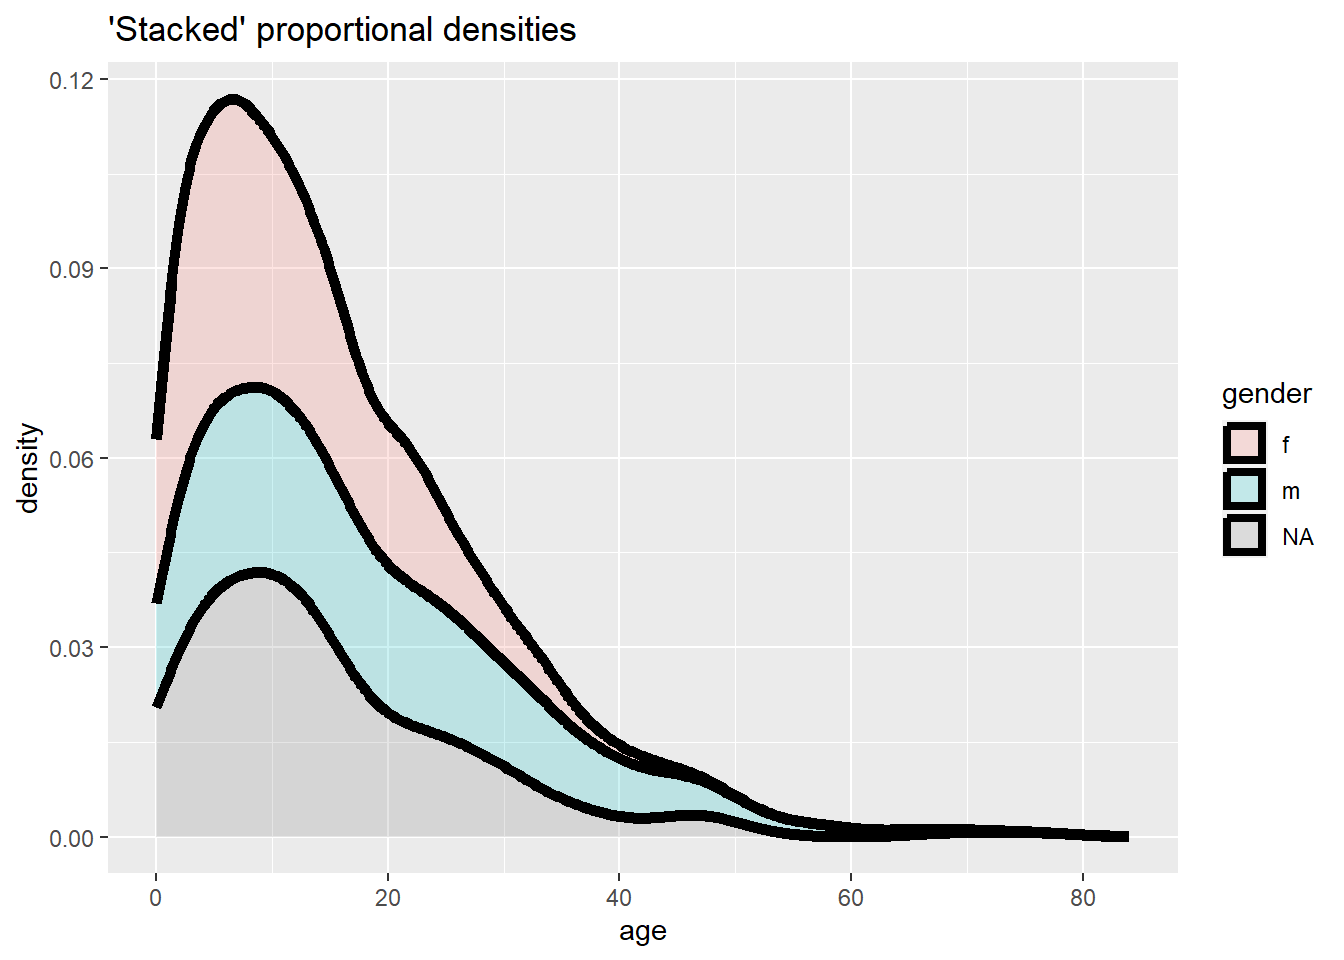 'Stacked' proportional densities
0.12
0.09
0.06
0.03
0.00
density
0 20 40 60 80
age
gender
f
m
NA